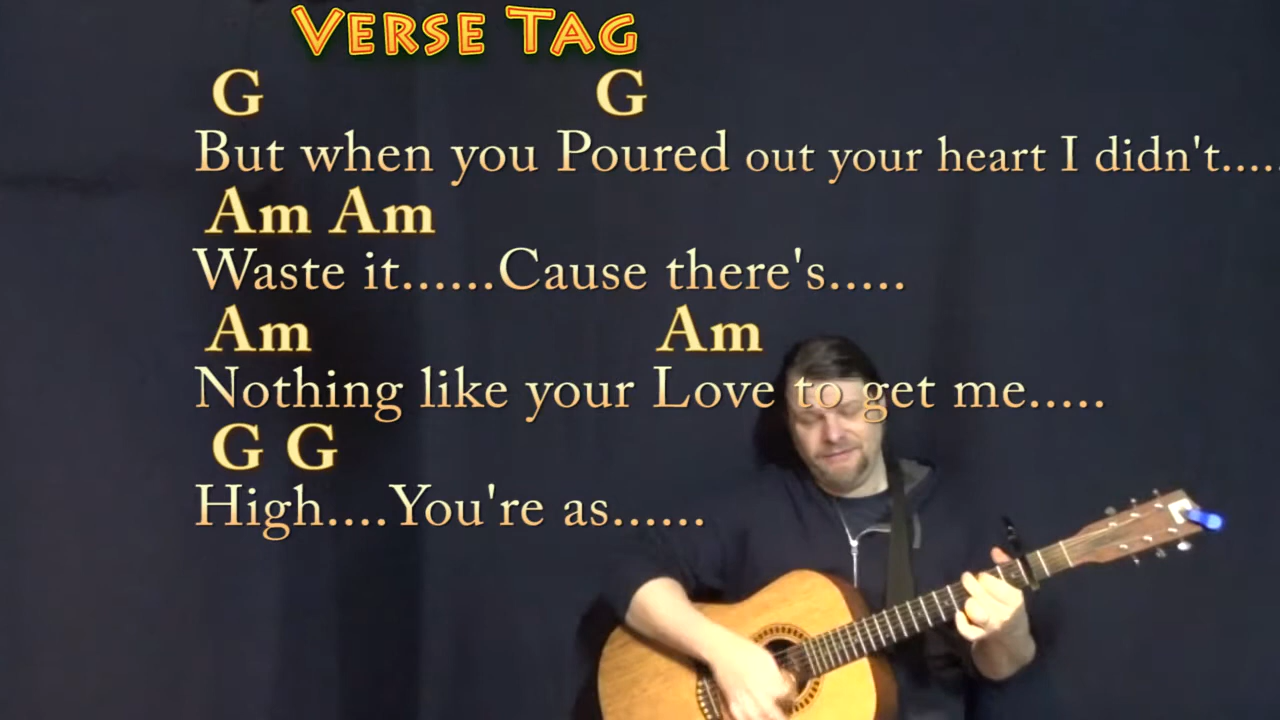 VERSE TAG
G G
But when you Poured out your heart I didn't....
Am Am
Waste it......Cause there's.....
Am Am
Nothing like your Love to get me.....
G G
High....You're as......